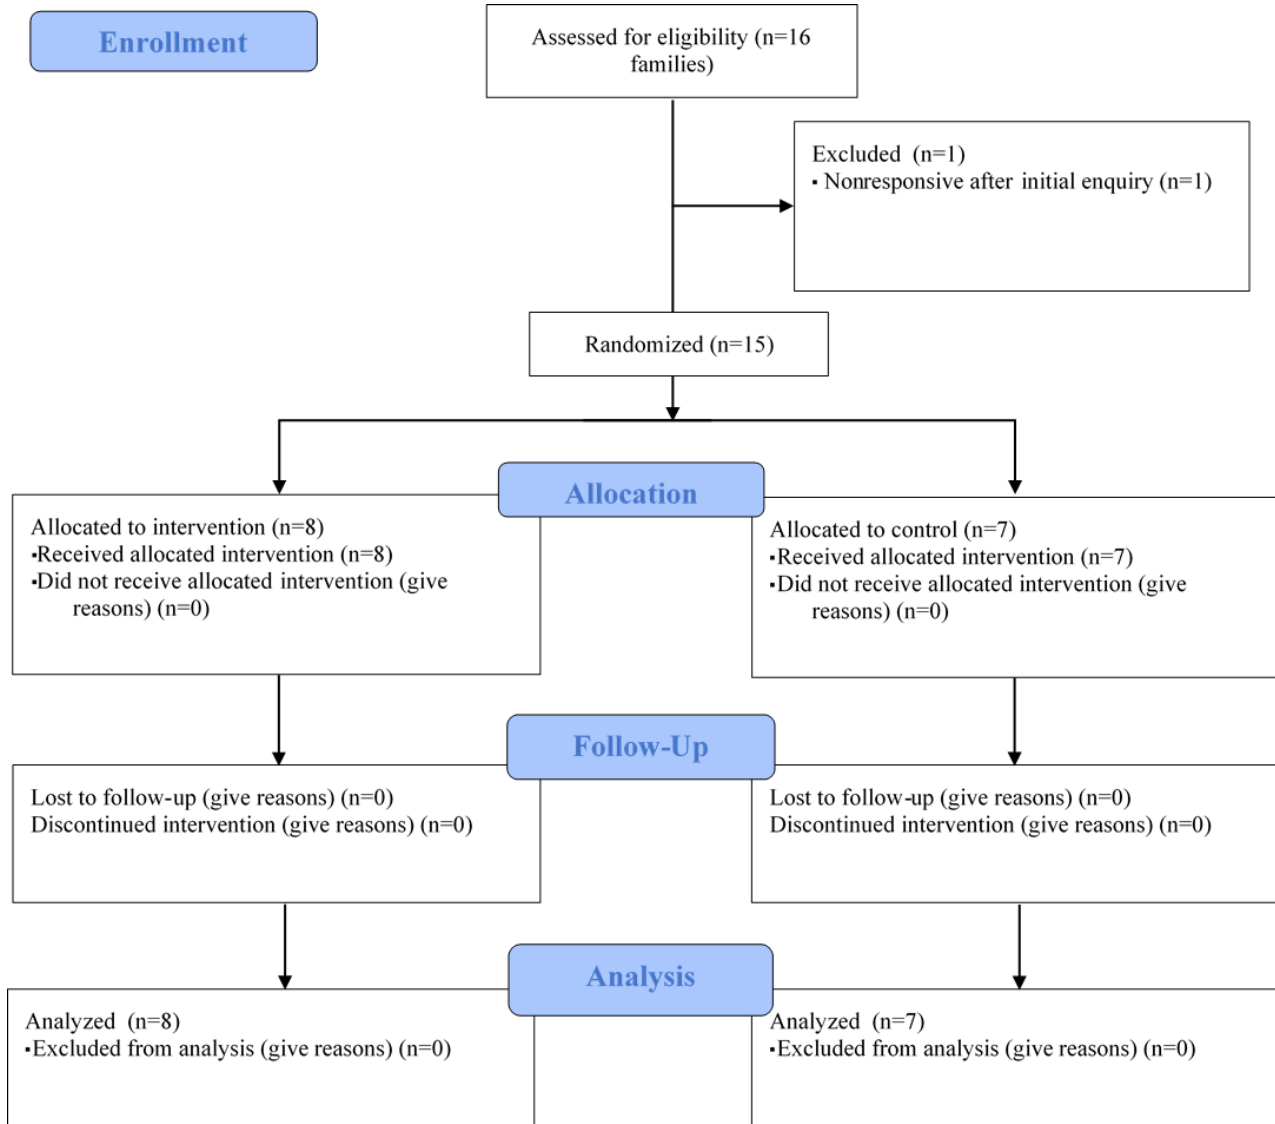 Enrollment
Assessed for eligibility (n=16
families)
Excluded  (n=1)
▪ Nonresponsive after initial enquiry (n=1)
Randomized (n=15)
Allocation
Allocated to intervention (n=8)
▪Received allocated intervention (n=8)
▪Did not receive allocated intervention (give
reasons) (n=0)
Allocated to control (n=7)
▪Received allocated intervention (n=7)
▪Did not receive allocated intervention (give
reasons) (n=0)
Follow-Up
Lost to follow-up (give reasons) (n=0)
Discontinued intervention (give reasons) (n=0)
Lost to follow-up (give reasons) (n=0)
Discontinued intervention (give reasons) (n=0)
Analysis
Analyzed  (n=8)
▪Excluded from analysis (give reasons) (n=0)
Analyzed  (n=7)
▪Excluded from analysis (give reasons) (n=0)